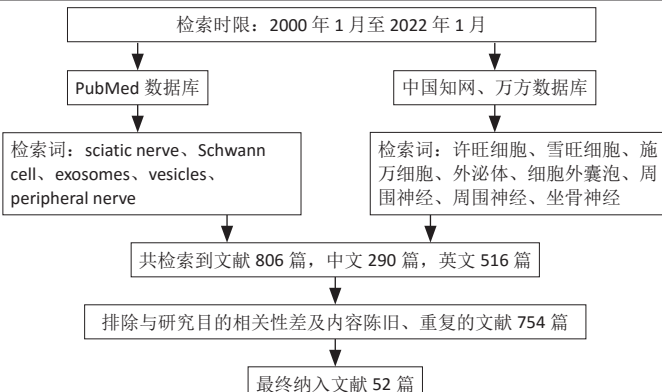 检索时限：2000 年 1 月至 2022 年 1 月
PubMed 数据库
中国知网、万方数据库
检索词：sciatic nerve、Schwann
cell、exosomes、vesicles、
peripheral nerve
检索词：许旺细胞、雪旺细胞、施
万细胞、外泌体、细胞外囊泡、周
围神经、周围神经、坐骨神经
共检索到文献 806 篇，中文 290 篇，英文 516 篇
排除与研究目的相关性差及内容陈旧、重复的文献 754 篇
最终纳入文献 52 篇